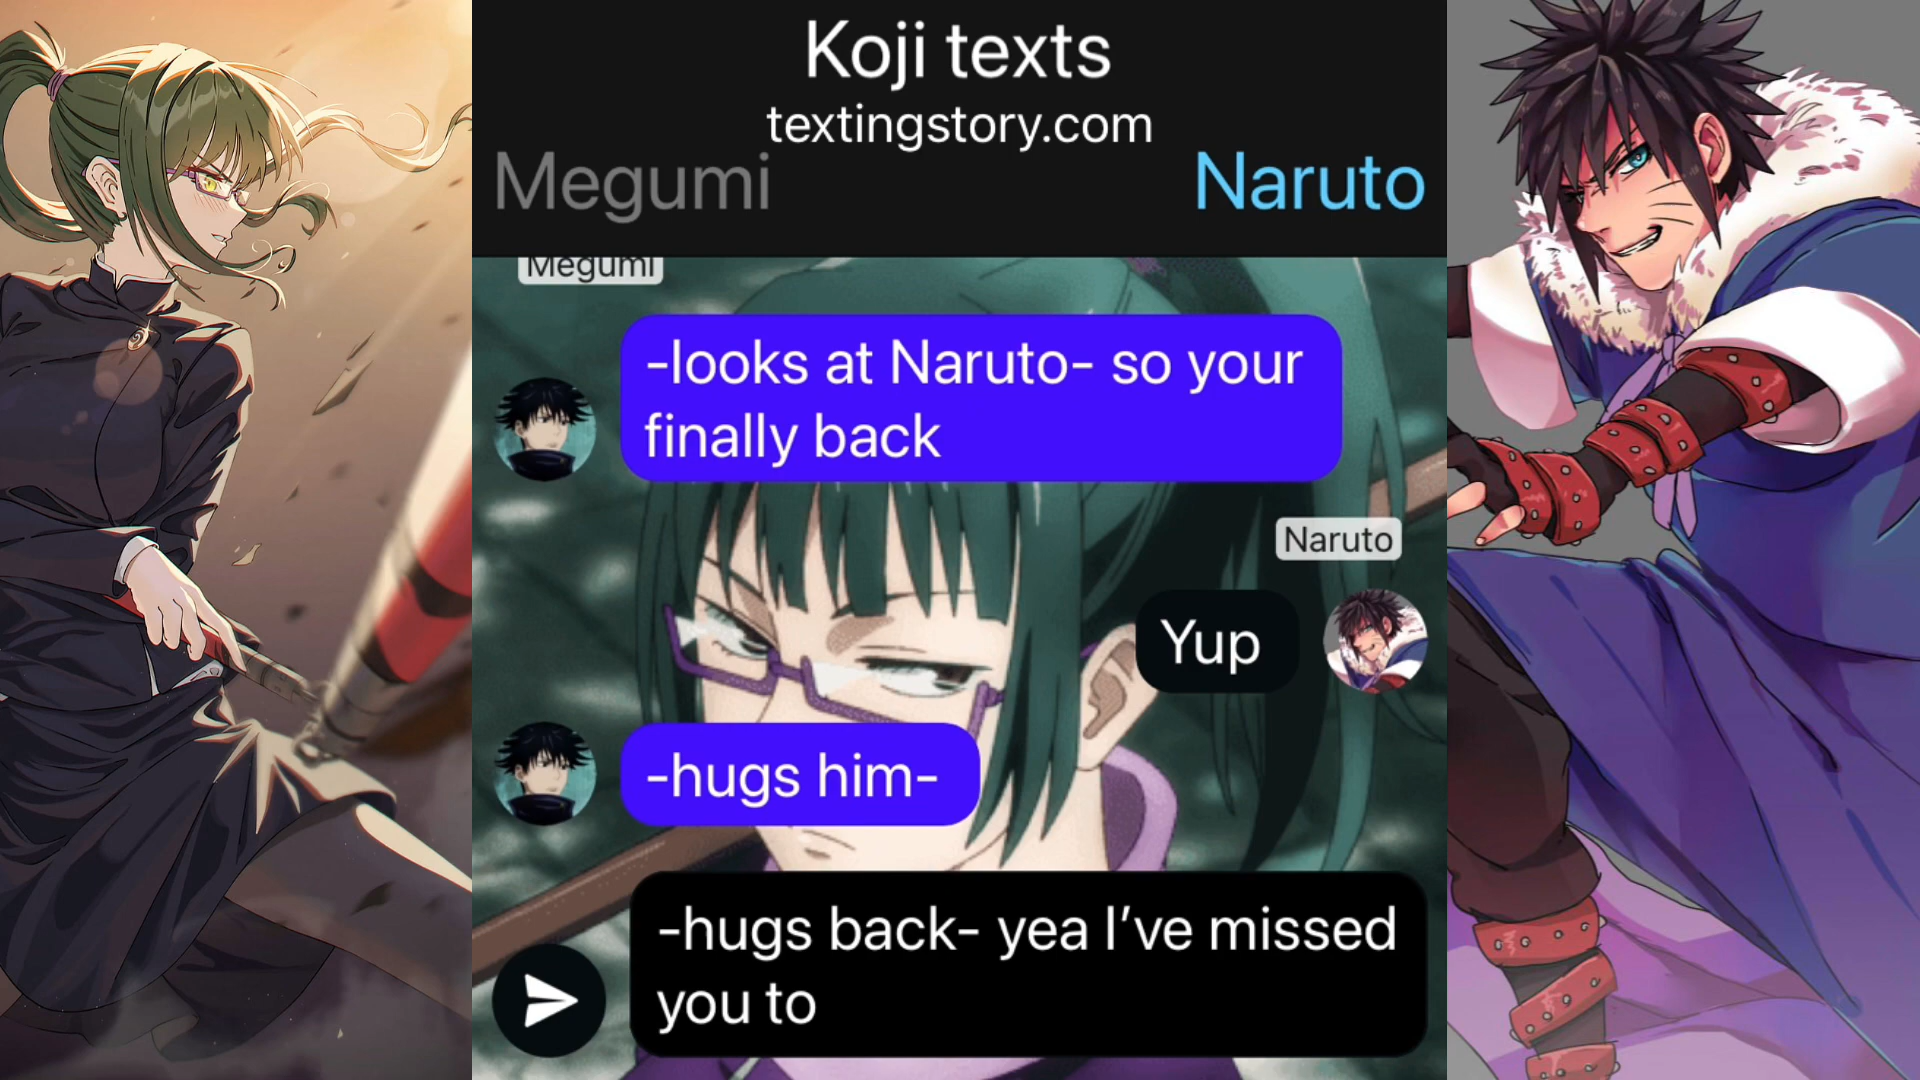 Koji texts
textingstory.com
Megumi
Naruto
Megumi
-looks at Naruto- so your
finally back
Naruto
Yup
-hugs him-
-hugs back- yea I've missed
you to